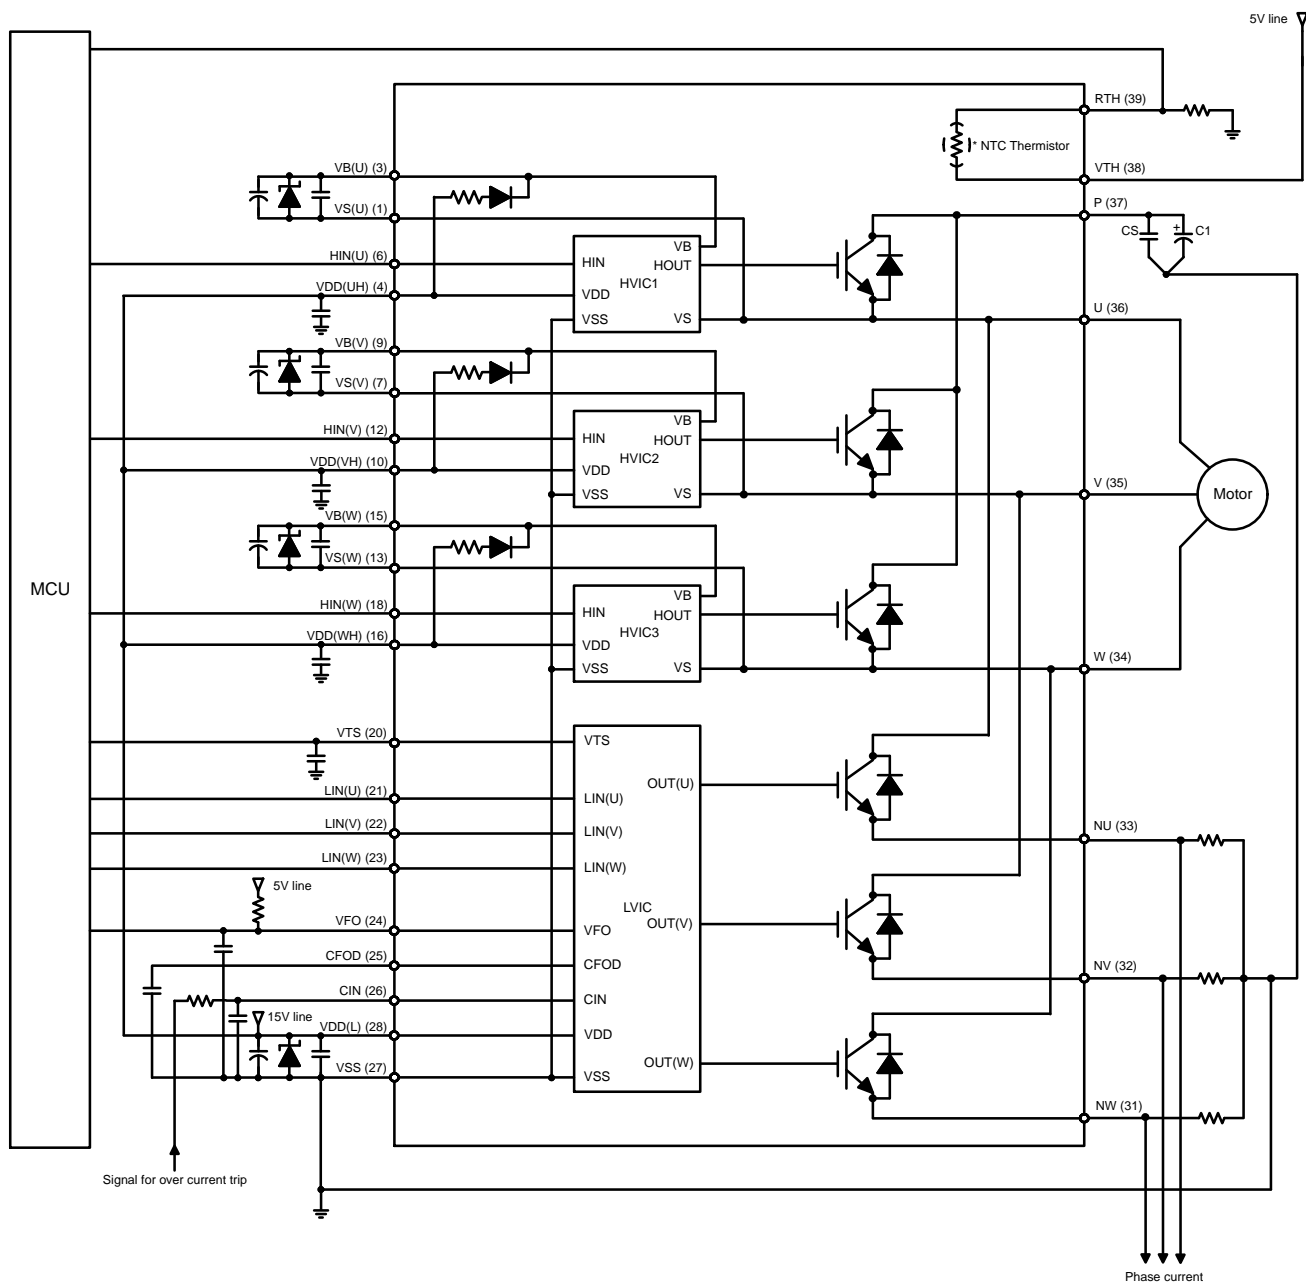 5V line
RTH (39)
* NTC Thermistor
VTH (38)
VB(U) (3)
VS(U) (1)
P (37)
CS
+
C1
HIN(U) (6)
VDD(UH) (4)
HIN
VDD
VSS
HVIC1
VB
HOUT
VS
U (36)
VB(V) (9)
VS(V) (7)
HIN(V) (12)
VDD(VH) (10)
HIN
VDD
VSS
HVIC2
VB
HOUT
VS
V (35)
Motor
VB(W) (15)
VS(W) (13)
MCU
HIN(W) (18)
VDD(WH) (16)
HIN
VDD
VSS
HVIC3
VB
HOUT
VS
W (34)
VTS (20)
VTS
LIN(U) (21)
LIN(U)
OUT(U)
LIN(V) (22)
LIN(V)
NU (33)
LIN(W) (23)
LIN(W)
5V line
LVIC
VFO (24)
VFO
OUT(V)
CFOD (25)
CFOD
NV (32)
CIN (26)
CIN
15V line
VDD(L) (28)
VDD
OUT(W)
VSS (27)
VSS
NW (31)
Signal for over current trip
Phase current